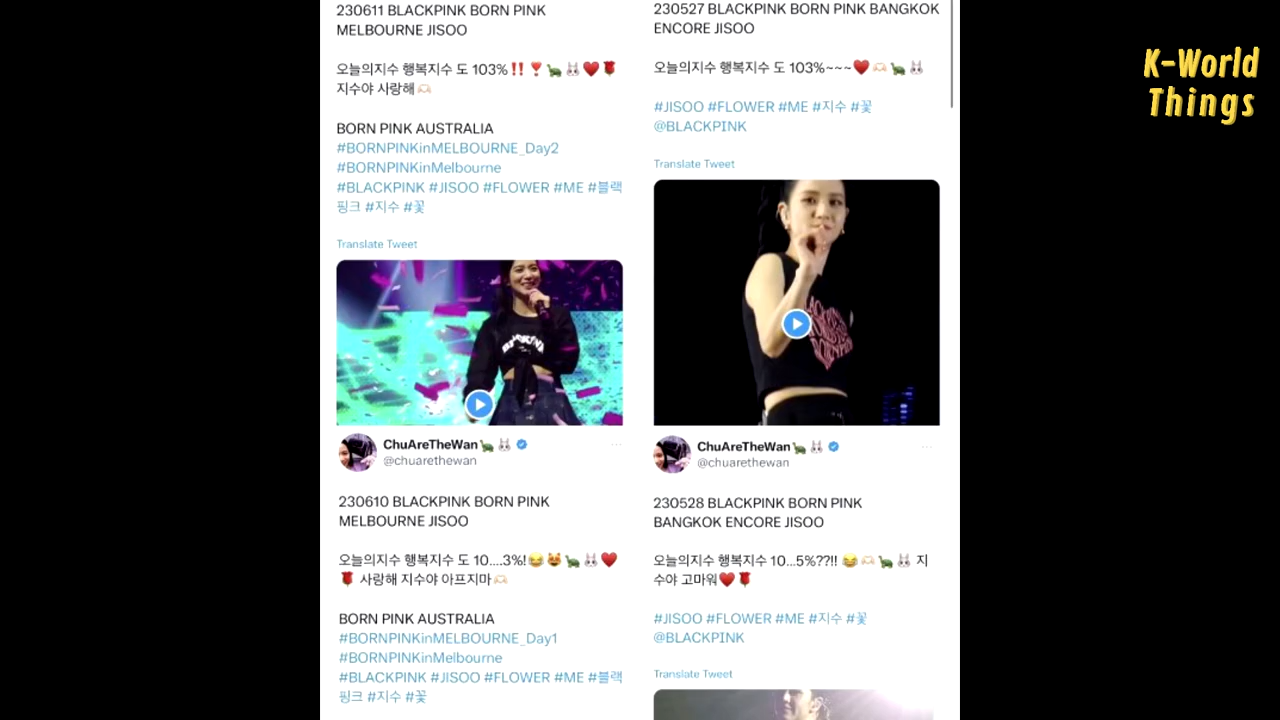 230611 BLACKPINK BORN PINK
MELBOURNE JISOO
오늘의지수 행복지수 도 103%‼️❣️🐢🐰❤️🌹
지수야 사랑해🫶🏻
BORN PINK AUSTRALIA
#BORNPINKinMELBOURNE_Day2
#BORNPINKinMelbourne
#BLACKPINK #JISOO #FLOWER #ME #블랙
핑크 #지수 #꽃
Translate Tweet
BLACKPINK
ChuAreTheWan🐢🐰
@chuarethewan
230610 BLACKPINK BORN PINK
MELBOURNE JISOO
오늘의지수 행복지수 도 10....3%!😂😻🐢🐰❤️
🌹 사랑해 지수야 아프지마🫶🏻
BORN PINK AUSTRALIA
#BORNPINKinMELBOURNE_Day1
#BORNPINKinMelbourne
#BLACKPINK #JISOO #FLOWER #ME #블랙
핑크 #지수 #꽃
230527 BLACKPINK BORN PINK BANGKOK
ENCORE JISOO
오늘의지수 행복지수 도 103%~~~❤️🫶🏻🐢🐰
#JISOO #FLOWER #ME #지수 #꽃
@BLACKPINK
Translate Tweet
ChuAreTheWan🐢🐰
@chuarethewan
230528 BLACKPINK BORN PINK
BANGKOK ENCORE JISOO
오늘의지수 행복지수 10...5%??!! 😂🫶🏻🐢🐰 지
수야 고마워❤️🌹
#JISOO #FLOWER #ME #지수 #꽃
@BLACKPINK
Translate Tweet
K-World
Things